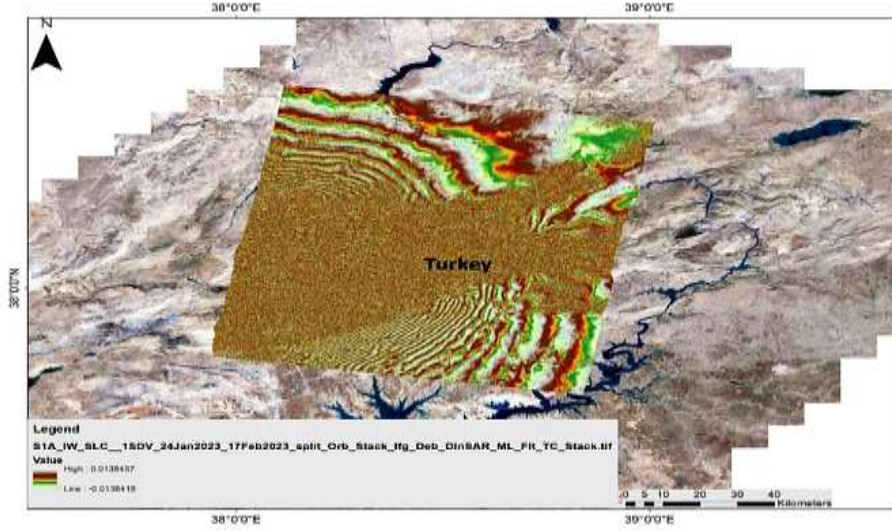 38°0'0"E 39°0'0"E
Z
38°0'0"N
Turkey
Legend
S1A_IW_SLC__1SDV_24Jan2023_17Feb2023_split_Orb_Stack_Ifg_Deb_DInSAR_ML_Flt_TC_Stack.tif
Value
High : 0.0138437
Low : -0.0138418
0 5 10 20 30 40
Kilometers
38°0'0"E 39°0'0"E